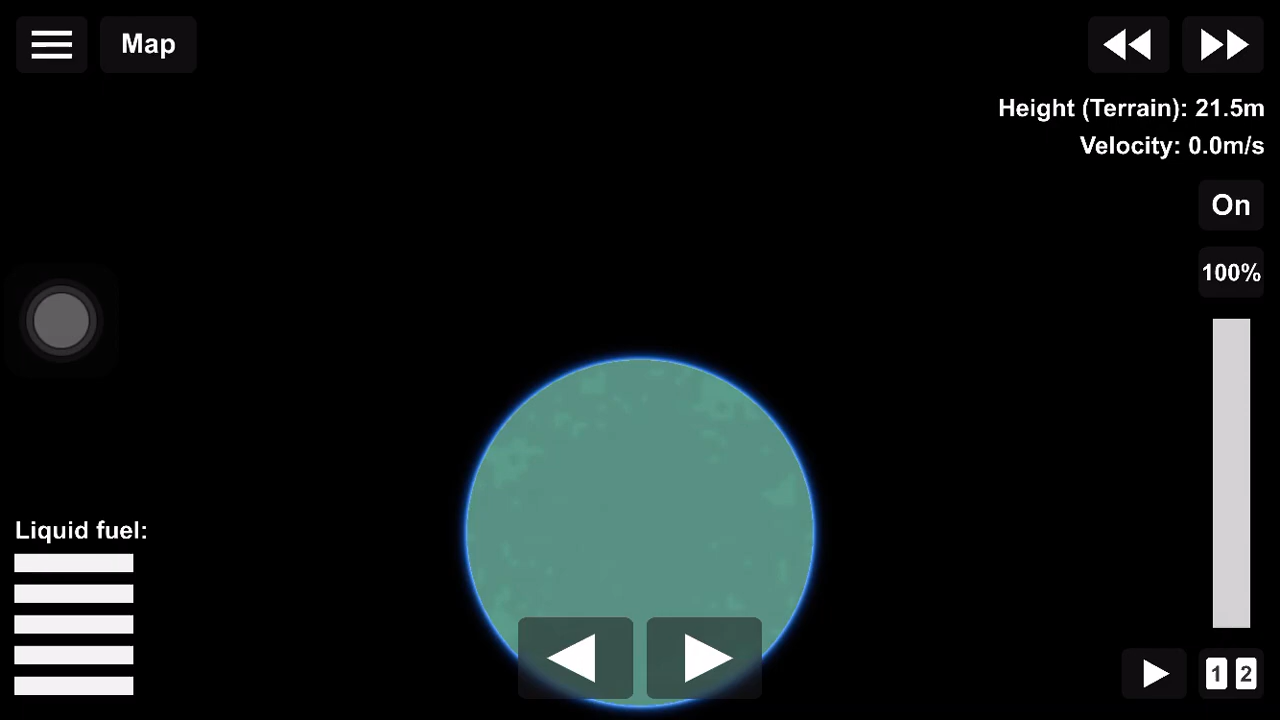 Map
Height (Terrain): 21.5m
Velocity: 0.0m/s
On
100%
Liquid fuel:
1 2